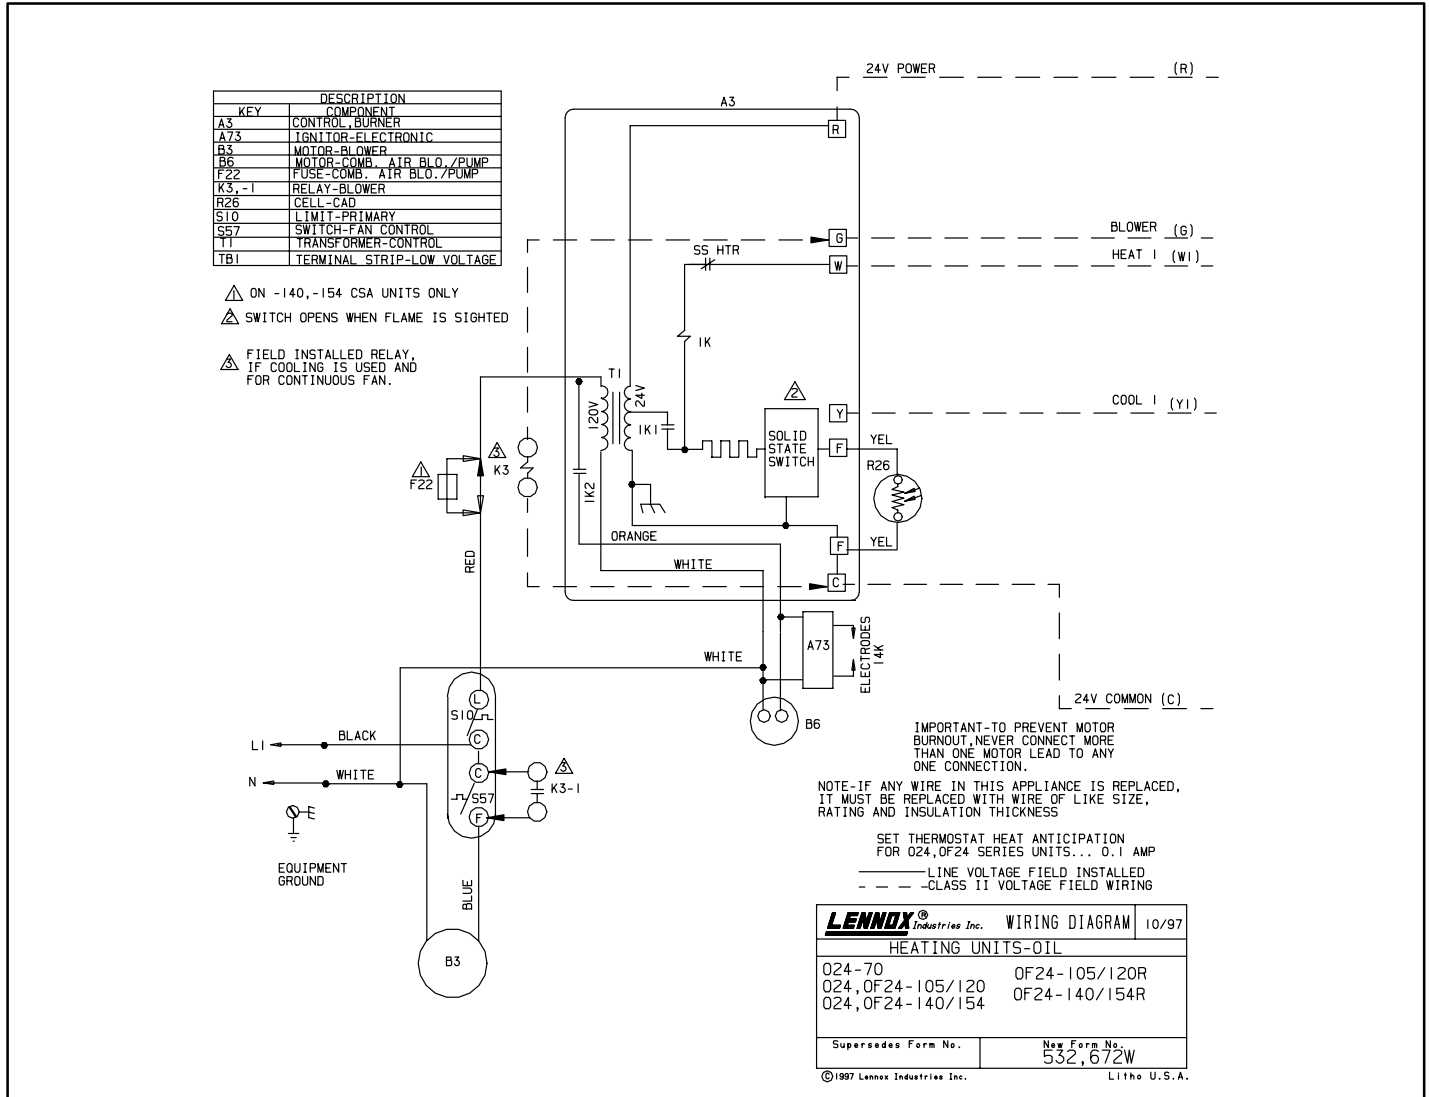 24V POWER (R)
DESCRIPTION
KEY COMPONENT
A3 CONTROL,BURNER
A73 IGNITOR-ELECTRONIC
B3 MOTOR-BLOWER
B6 MOTOR-COMB. AIR BLO./PUMP
F22 FUSE-COMB. AIR BLO./PUMP
K3,-1 RELAY-BLOWER
R26 CELL-CAD
S10 LIMIT-PRIMARY
S57 SWITCH-FAN CONTROL
T1 TRANSFORMER-CONTROL
TB1 TERMINAL STRIP-LOW VOLTAGE
1 ON -140,-154 CSA UNITS ONLY
2 SWITCH OPENS WHEN FLAME IS SIGHTED
3 FIELD INSTALLED RELAY,
IF COOLING IS USED AND
FOR CONTINUOUS FAN.
A3
R
G
BLOWER (G)
SS HTR
W
HEAT 1 (W1)
1K
T1
120V
24V
2
1K1
Y
COOL 1 (Y1)
SOLID
STATE
SWITCH
F
YEL
R26
1
F22
3
K3
1K2
ORANGE
F
YEL
RED
WHITE
C
A73
ELECTRODES
14K
WHITE
24V COMMON (C)
L
S10
B6
L1
BLACK
C
N
WHITE
C
3
K3-1
S57
F
E
EQUIPMENT
GROUND
BLUE
B3
IMPORTANT-TO PREVENT MOTOR
BURNOUT,NEVER CONNECT MORE
THAN ONE MOTOR LEAD TO ANY
ONE CONNECTION.
NOTE-IF ANY WIRE IN THIS APPLIANCE IS REPLACED,
IT MUST BE REPLACED WITH WIRE OF LIKE SIZE,
RATING AND INSULATION THICKNESS
SET THERMOSTAT HEAT ANTICIPATION
FOR O24,OF24 SERIES UNITS... 0.1 AMP
LINE VOLTAGE FIELD INSTALLED
CLASS II VOLTAGE FIELD WIRING
LENNOX® Industries Inc. WIRING DIAGRAM 10/97
HEATING UNITS-OIL
O24-70 OF24-105/120R
O24,OF24-105/120 OF24-140/154R
O24,OF24-140/154
Supersedes Form No. New Form No.
532,672W
©1997 Lennox Industries Inc. Litho U.S.A.